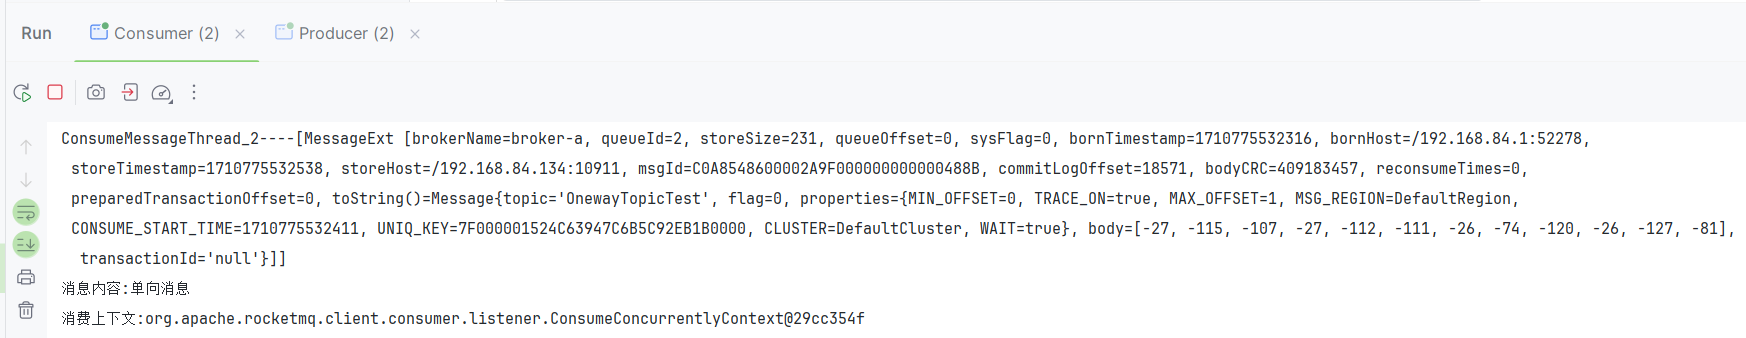 Run Consumer (2) Producer (2)
ConsumeMessageThread_2----[MessageExt [brokerName=broker-a, queueId=2, storeSize=231, queueOffset=0, sysFlag=0, bornTimestamp=1710775532316, bornHost=/192.168.84.1:52278,
storeTimestamp=1710775532538, storeHost=/192.168.84.134:10911, msgId=C0A8548600002A9F000000000000488B, commitLogOffset=18571, bodyCRC=409183457, reconsumeTimes=0,
preparedTransactionOffset=0, toString()=Message{topic='OnewayTopicTest', flag=0, properties={MIN_OFFSET=0, TRACE_ON=true, MAX_OFFSET=1, MSG_REGION=DefaultRegion,
CONSUME_START_TIME=1710775532411, UNIQ_KEY=7F000001524C63947C6B5C92EB1B0000, CLUSTER=DefaultCluster, WAIT=true}, body=[-27, -115, -107, -27, -112, -111, -26, -74, -120, -26, -127, -81],
transactionId='null'}]]
消息内容:单向消息
消费上下文:org.apache.rocketmq.client.consumer.listener.ConsumeConcurrentlyContext@29cc354f